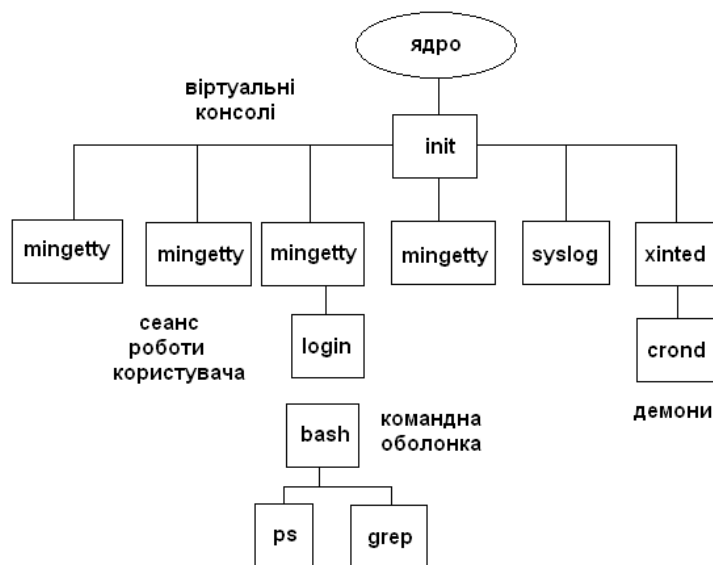 ядро
віртуальні
консолі
init
mingetty
mingetty
mingetty
mingetty
syslog
xinted
сеанс
роботи
користувача
login
crond
демони
bash
командна
оболонка
ps
grep